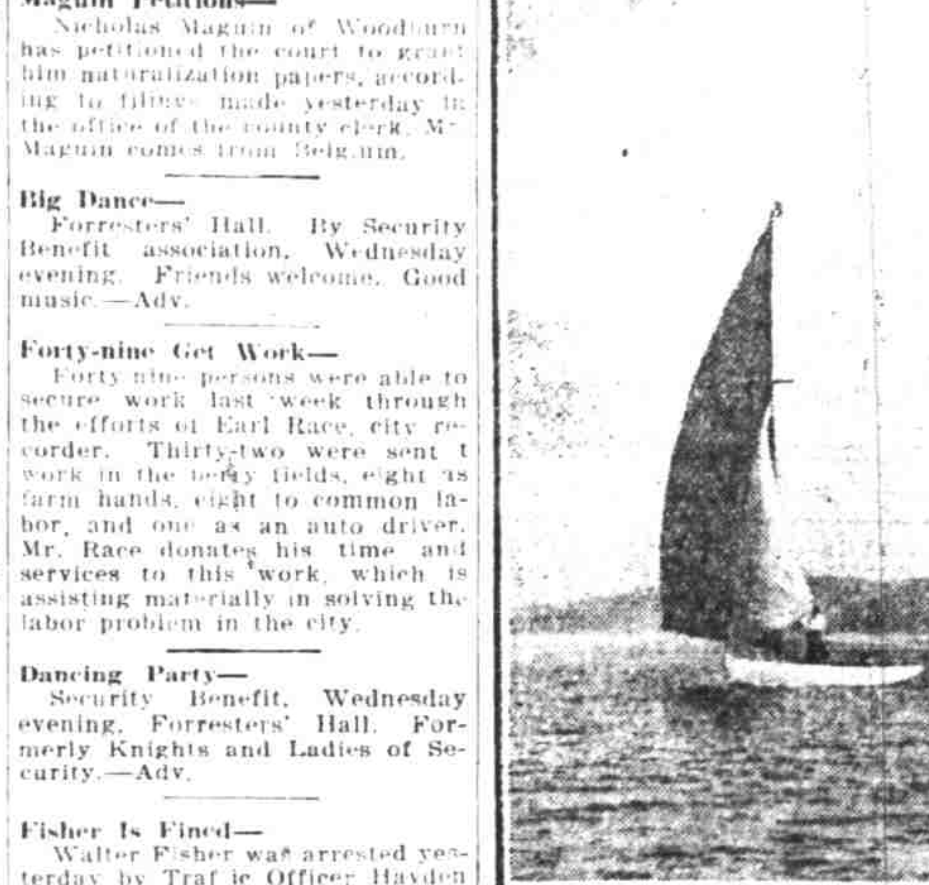 Maguin Petitions—
Nicholas Maguin of Woodburn
has petitioned the court to grant
him naturalization papers, accord-
ing to filings made yesterday in
the office of the county clerk. Mr.
Maguin comes from Belgium.
Big Dance—
Forresters' Hall. By Security
Benefit association, Wednesday
evening. Friends welcome. Good
music.—Adv.
Forty-nine Get Work—
Forty nine persons were able to
secure work last week through
the efforts of Earl Race, city re-
corder. Thirty-two were sent t
work in the berry fields, eight as
farm hands, eight to common la-
bor, and one as an auto driver.
Mr. Race donates his time and
services to this work, which is
assisting materially in solving the
labor problem in the city.
Dancing Party—
Security Benefit, Wednesday
evening, Forresters' Hall. For-
merly Knights and Ladies of Se-
curity.—Adv.
Fisher Is Fined—
Walter Fisher was arrested yes-
terday by Traf ic Officer Hayden